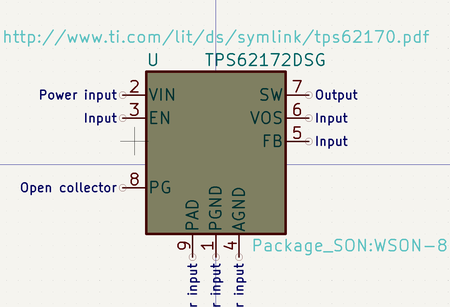 http://www.ti.com/lit/ds/symlink/tps62170.pdf
U TPS62172DSG
Power input 2 VIN SW 7 Output
Input 3 EN VOS 6 Input
FB 5 Input
Open collector 8 PG
PAD PGND AGND
9 1 4
Package_SON:WSON-8
r input r input r input